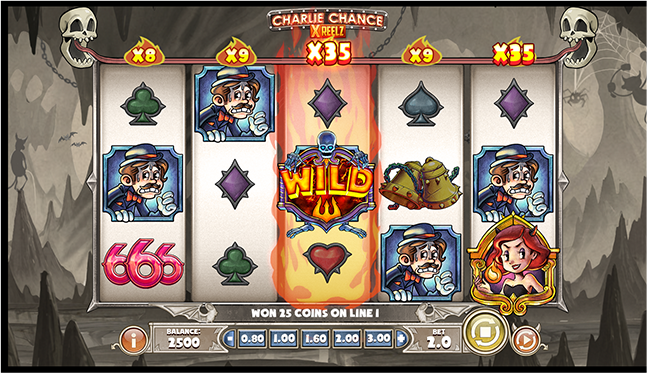 CHARLIE CHANCE
XREELZ
X8 X9 X35 X9 X35
WILD
666
WON 25 COINS ON LINE 1
BALANCE:
2500
0.80 1.00 1.60 2.00 3.00
BET
2.0
i